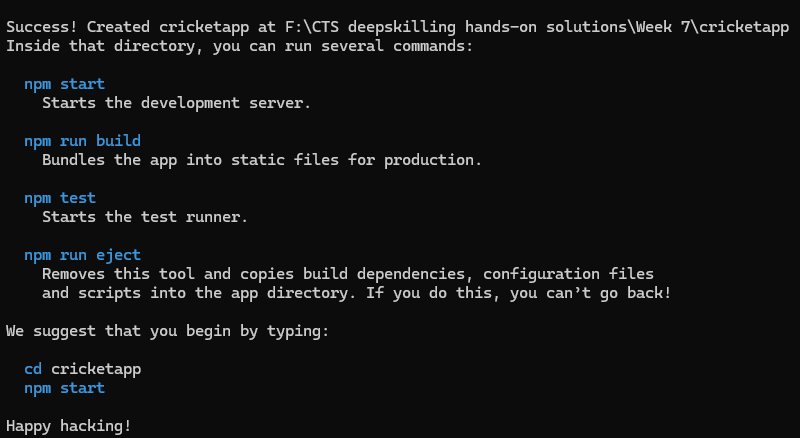 Success! Created cricketapp at F:\CTS deepskilling hands-on solutions\Week 7\cricketapp
Inside that directory, you can run several commands:
npm start
Starts the development server.
npm run build
Bundles the app into static files for production.
npm test
Starts the test runner.
npm run eject
Removes this tool and copies build dependencies, configuration files
and scripts into the app directory. If you do this, you can’t go back!
We suggest that you begin by typing:
cd cricketapp
npm start
Happy hacking!